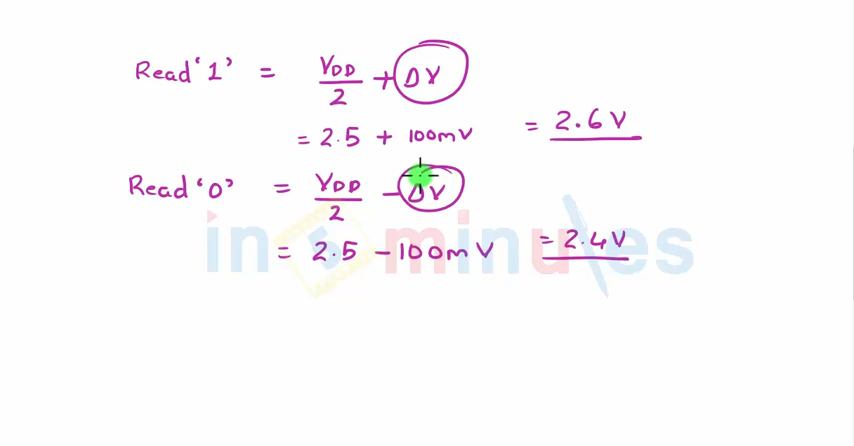 Read '1' = VDD/2 + ΔV
= 2.5 + 100mV = 2.6V
Read '0' = VDD/2 - ΔV
= 2.5 - 100mV = 2.4V
in 5 minutes